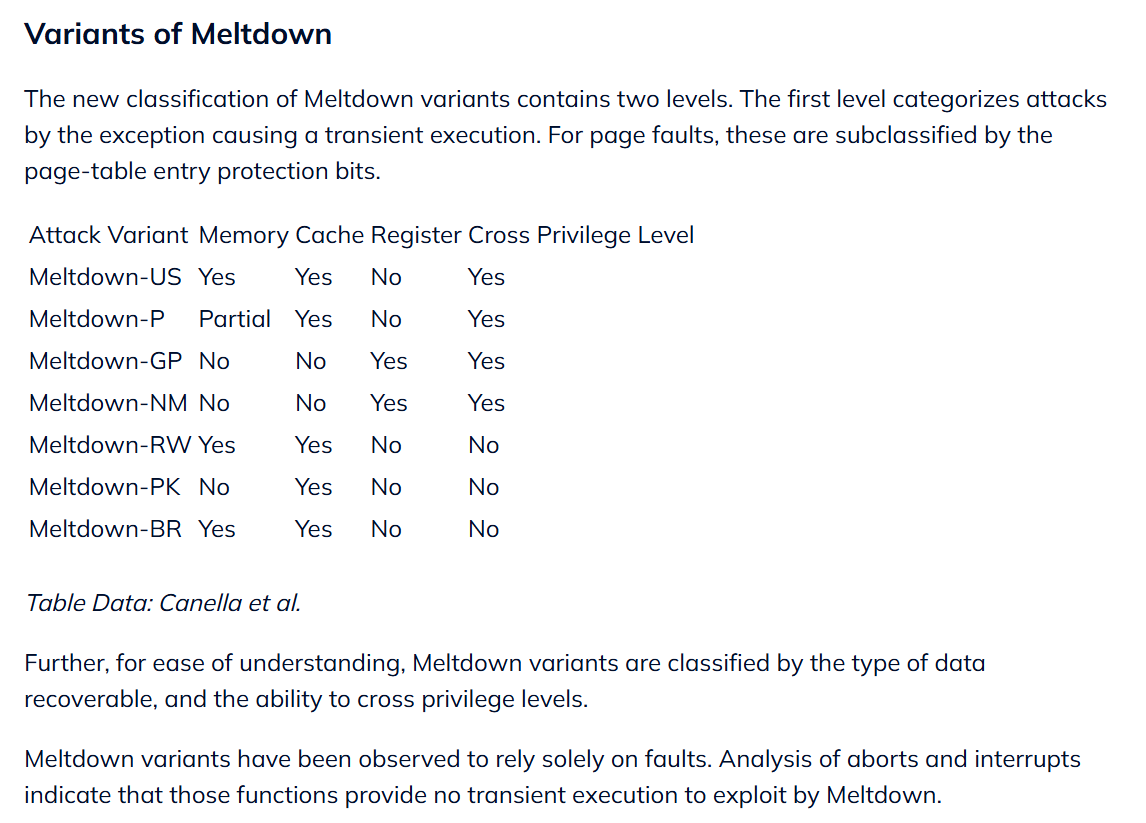 Variants of Meltdown
The new classification of Meltdown variants contains two levels. The first level categorizes attacks
by the exception causing a transient execution. For page faults, these are subclassified by the
page-table entry protection bits.
Attack Variant Memory Cache Register Cross Privilege Level
Meltdown-US Yes Yes No Yes
Meltdown-P Partial Yes No Yes
Meltdown-GP No No Yes Yes
Meltdown-NM No No Yes Yes
Meltdown-RW Yes Yes No No
Meltdown-PK No Yes No No
Meltdown-BR Yes Yes No No
Table Data: Canella et al.
Further, for ease of understanding, Meltdown variants are classified by the type of data
recoverable, and the ability to cross privilege levels.
Meltdown variants have been observed to rely solely on faults. Analysis of aborts and interrupts
indicate that those functions provide no transient execution to exploit by Meltdown.